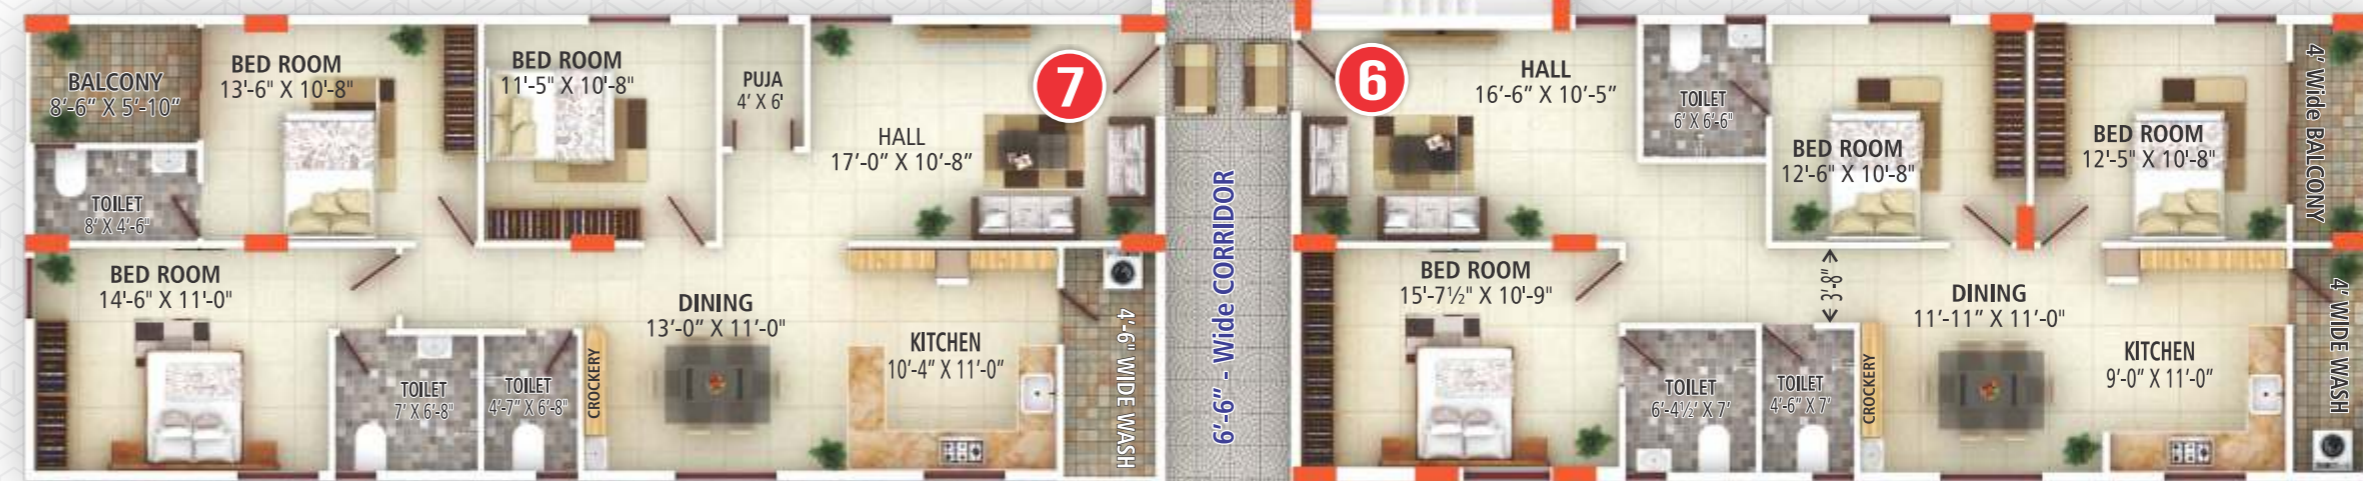 BALCONY
8'-6" X 5'-10"
BED ROOM
13'-6" X 10'-8"
BED ROOM
11'-5" X 10'-8"
PUJA
4' X 6'
7
HALL
17'-0" X 10'-8"
TOILET
8' X 4'-6"
BED ROOM
14'-6" X 11'-0"
TOILET
7' X 6'-8"
TOILET
4'-7" X 6'-8"
CROCKERY
DINING
13'-0" X 11'-0"
KITCHEN
10'-4" X 11'-0"
4'-6" WIDE WASH
6'-6" - Wide CORRIDOR
6
HALL
16'-6" X 10'-5"
TOILET
6' X 6'-6"
BED ROOM
12'-6" X 10'-8"
BED ROOM
12'-5" X 10'-8"
4' Wide BALCONY
BED ROOM
15'-7½" X 10'-9"
3'-8"
TOILET
6'-4½' X 7'
TOILET
4'-6" X 7'
CROCKERY
DINING
11'-11" X 11'-0"
KITCHEN
9'-0" X 11'-0"
4' WIDE WASH